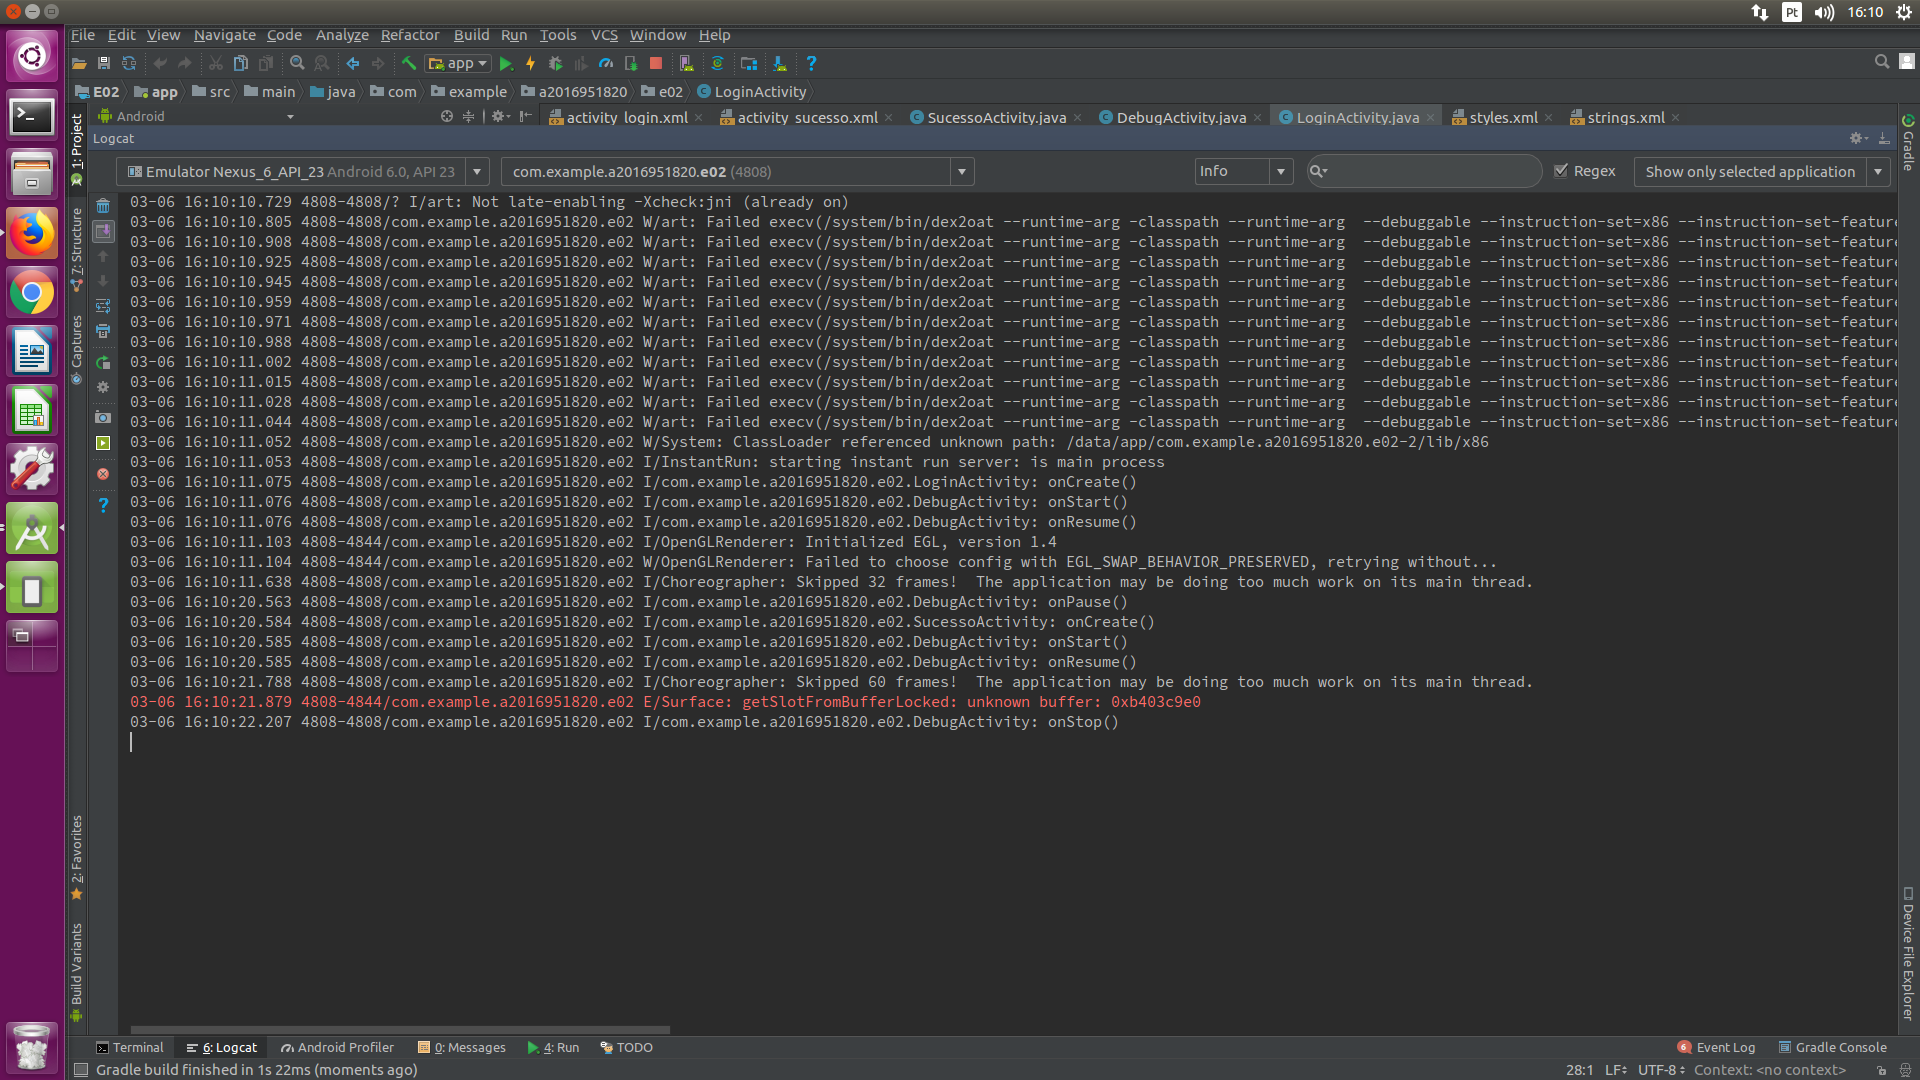 Pt 16:10
File Edit View Navigate Code Analyze Refactor Build Run Tools VCS Window Help
app
E02 app src main java com example a2016951820 e02 LoginActivity
Android activity_login.xml activity_sucesso.xml SucessoActivity.java DebugActivity.java LoginActivity.java styles.xml strings.xml
Logcat
Emulator Nexus_6_API_23 Android 6.0, API 23 com.example.a2016951820.e02 (4808) Info Regex Show only selected application
03-06 16:10:10.729 4808-4808/? I/art: Not late-enabling -Xcheck:jni (already on)
03-06 16:10:10.805 4808-4808/com.example.a2016951820.e02 W/art: Failed execv(/system/bin/dex2oat --runtime-arg -classpath --runtime-arg  --debuggable --instruction-set=x86 --instruction-set-feature
03-06 16:10:10.908 4808-4808/com.example.a2016951820.e02 W/art: Failed execv(/system/bin/dex2oat --runtime-arg -classpath --runtime-arg  --debuggable --instruction-set=x86 --instruction-set-feature
03-06 16:10:10.925 4808-4808/com.example.a2016951820.e02 W/art: Failed execv(/system/bin/dex2oat --runtime-arg -classpath --runtime-arg  --debuggable --instruction-set=x86 --instruction-set-feature
03-06 16:10:10.945 4808-4808/com.example.a2016951820.e02 W/art: Failed execv(/system/bin/dex2oat --runtime-arg -classpath --runtime-arg  --debuggable --instruction-set=x86 --instruction-set-feature
03-06 16:10:10.959 4808-4808/com.example.a2016951820.e02 W/art: Failed execv(/system/bin/dex2oat --runtime-arg -classpath --runtime-arg  --debuggable --instruction-set=x86 --instruction-set-feature
03-06 16:10:10.971 4808-4808/com.example.a2016951820.e02 W/art: Failed execv(/system/bin/dex2oat --runtime-arg -classpath --runtime-arg  --debuggable --instruction-set=x86 --instruction-set-feature
03-06 16:10:10.988 4808-4808/com.example.a2016951820.e02 W/art: Failed execv(/system/bin/dex2oat --runtime-arg -classpath --runtime-arg  --debuggable --instruction-set=x86 --instruction-set-feature
03-06 16:10:11.002 4808-4808/com.example.a2016951820.e02 W/art: Failed execv(/system/bin/dex2oat --runtime-arg -classpath --runtime-arg  --debuggable --instruction-set=x86 --instruction-set-feature
03-06 16:10:11.015 4808-4808/com.example.a2016951820.e02 W/art: Failed execv(/system/bin/dex2oat --runtime-arg -classpath --runtime-arg  --debuggable --instruction-set=x86 --instruction-set-feature
03-06 16:10:11.028 4808-4808/com.example.a2016951820.e02 W/art: Failed execv(/system/bin/dex2oat --runtime-arg -classpath --runtime-arg  --debuggable --instruction-set=x86 --instruction-set-feature
03-06 16:10:11.044 4808-4808/com.example.a2016951820.e02 W/art: Failed execv(/system/bin/dex2oat --runtime-arg -classpath --runtime-arg  --debuggable --instruction-set=x86 --instruction-set-feature
03-06 16:10:11.052 4808-4808/com.example.a2016951820.e02 W/System: ClassLoader referenced unknown path: /data/app/com.example.a2016951820.e02-2/lib/x86
03-06 16:10:11.053 4808-4808/com.example.a2016951820.e02 I/InstantRun: starting instant run server: is main process
03-06 16:10:11.075 4808-4808/com.example.a2016951820.e02 I/com.example.a2016951820.e02.LoginActivity: onCreate()
03-06 16:10:11.076 4808-4808/com.example.a2016951820.e02 I/com.example.a2016951820.e02.DebugActivity: onStart()
03-06 16:10:11.076 4808-4808/com.example.a2016951820.e02 I/com.example.a2016951820.e02.DebugActivity: onResume()
03-06 16:10:11.103 4808-4844/com.example.a2016951820.e02 I/OpenGLRenderer: Initialized EGL, version 1.4
03-06 16:10:11.104 4808-4844/com.example.a2016951820.e02 W/OpenGLRenderer: Failed to choose config with EGL_SWAP_BEHAVIOR_PRESERVED, retrying without...
03-06 16:10:11.638 4808-4808/com.example.a2016951820.e02 I/Choreographer: Skipped 32 frames!  The application may be doing too much work on its main thread.
03-06 16:10:20.563 4808-4808/com.example.a2016951820.e02 I/com.example.a2016951820.e02.DebugActivity: onPause()
03-06 16:10:20.584 4808-4808/com.example.a2016951820.e02 I/com.example.a2016951820.e02.SucessoActivity: onCreate()
03-06 16:10:20.585 4808-4808/com.example.a2016951820.e02 I/com.example.a2016951820.e02.DebugActivity: onStart()
03-06 16:10:20.585 4808-4808/com.example.a2016951820.e02 I/com.example.a2016951820.e02.DebugActivity: onResume()
03-06 16:10:21.788 4808-4808/com.example.a2016951820.e02 I/Choreographer: Skipped 60 frames!  The application may be doing too much work on its main thread.
03-06 16:10:21.879 4808-4844/com.example.a2016951820.e02 E/Surface: getSlotFromBufferLocked: unknown buffer: 0xb403c9e0
03-06 16:10:22.207 4808-4808/com.example.a2016951820.e02 I/com.example.a2016951820.e02.DebugActivity: onStop()
1: Project
7: Structure
Captures
2: Favorites
Build Variants
Gradle
Device File Explorer
Terminal 6: Logcat Android Profiler 0: Messages 4: Run TODO 6 Event Log Gradle Console
Gradle build finished in 1s 22ms (moments ago) 28:1 LF UTF-8 Context: <no context>